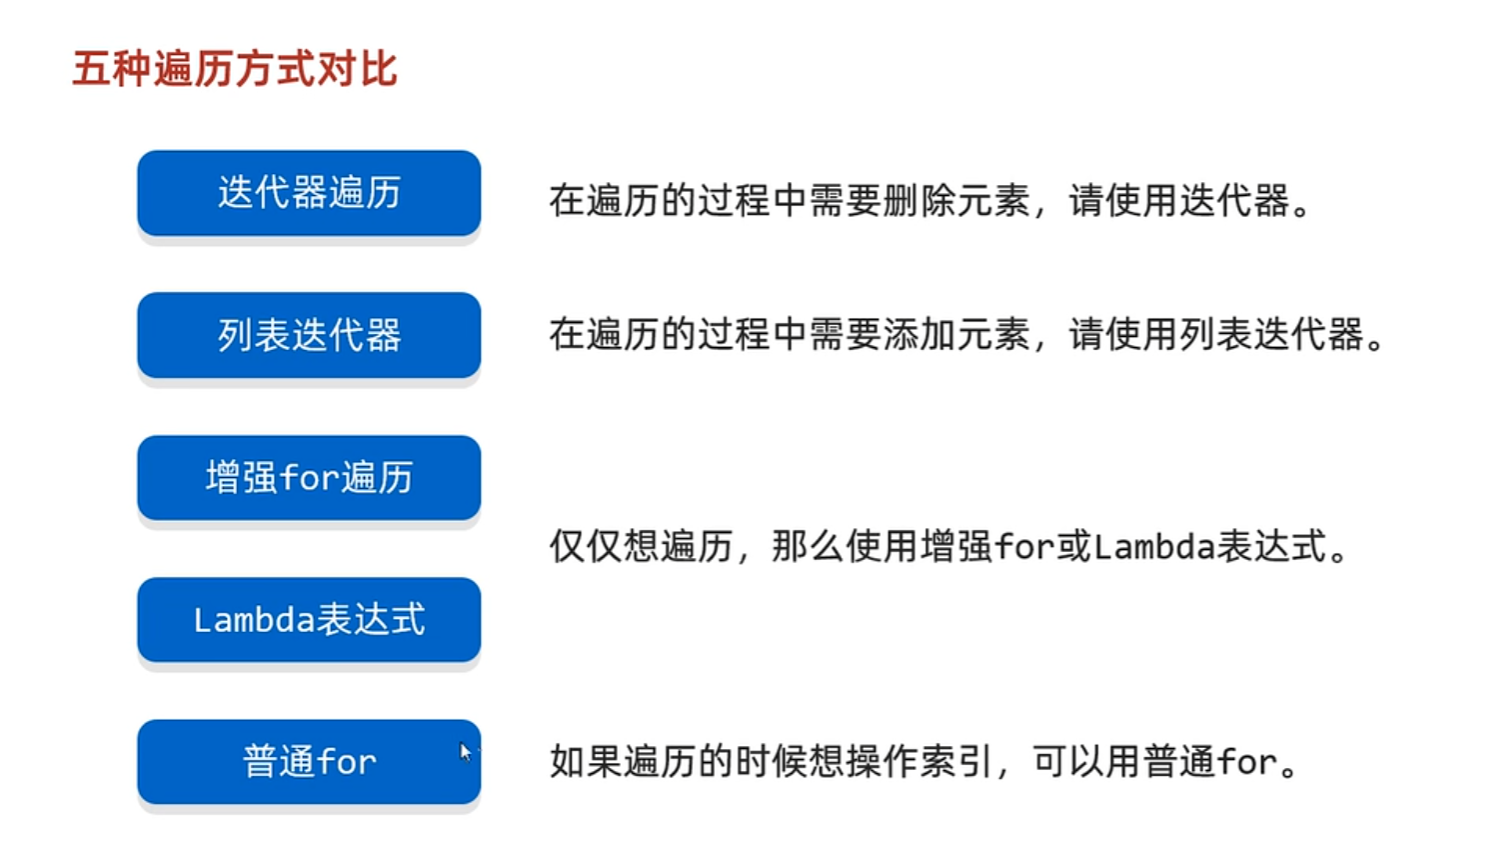 五种遍历方式对比
迭代器遍历
在遍历的过程中需要删除元素，请使用迭代器。
列表迭代器
在遍历的过程中需要添加元素，请使用列表迭代器。
增强for遍历
仅仅想遍历，那么使用增强for或Lambda表达式。
Lambda表达式
普通for
如果遍历的时候想操作索引，可以用普通for。